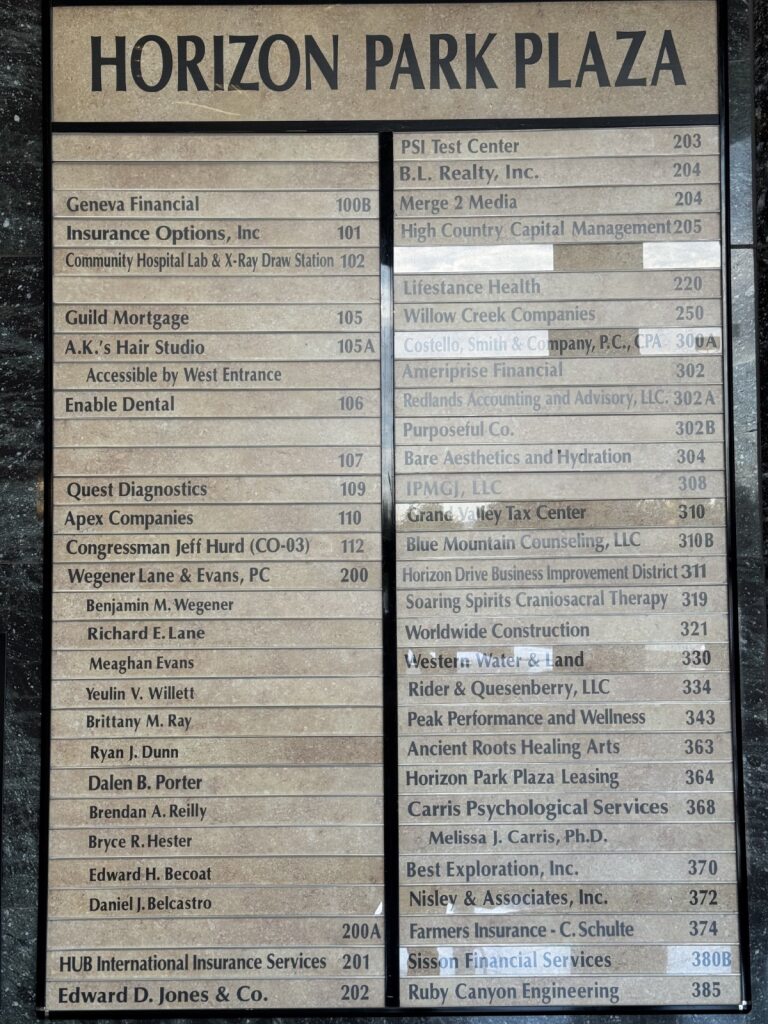 HORIZON PARK PLAZA
Geneva Financial 100B
Insurance Options, Inc 101
Community Hospital Lab & X-Ray Draw Station 102
Guild Mortgage 105
A.K.'s Hair Studio 105A
Accessible by West Entrance
Enable Dental 106
107
Quest Diagnostics 109
Apex Companies 110
Congressman Jeff Hurd (CO-03) 112
Wegener Lane & Evans, PC 200
Benjamin M. Wegener
Richard E. Lane
Meaghan Evans
Yeulin V. Willett
Brittany M. Ray
Ryan J. Dunn
Dalen B. Porter
Brendan A. Reilly
Bryce R. Hester
Edward H. Becoat
Daniel J. Belcastro
200A
HUB International Insurance Services 201
Edward D. Jones & Co. 202
PSI Test Center 203
B.L. Realty, Inc. 204
Merge 2 Media 204
High Country Capital Management 205
Lifestance Health 220
Willow Creek Companies 250
Costello, Smith & Company, P.C., CPA 300A
Ameriprise Financial 302
Redlands Accounting and Advisory, LLC. 302A
Purposeful Co. 302B
Bare Aesthetics and Hydration 304
IPMGJ, LLC 308
Grand Valley Tax Center 310
Blue Mountain Counseling, LLC 310B
Horizon Drive Business Improvement District 311
Soaring Spirits Craniosacral Therapy 319
Worldwide Construction 321
Western Water & Land 330
Rider & Quesenberry, LLC 334
Peak Performance and Wellness 343
Ancient Roots Healing Arts 363
Horizon Park Plaza Leasing 364
Carris Psychological Services 368
Melissa J. Carris, Ph.D.
Best Exploration, Inc. 370
Nisley & Associates, Inc. 372
Farmers Insurance - C. Schulte 374
Sisson Financial Services 380B
Ruby Canyon Engineering 385